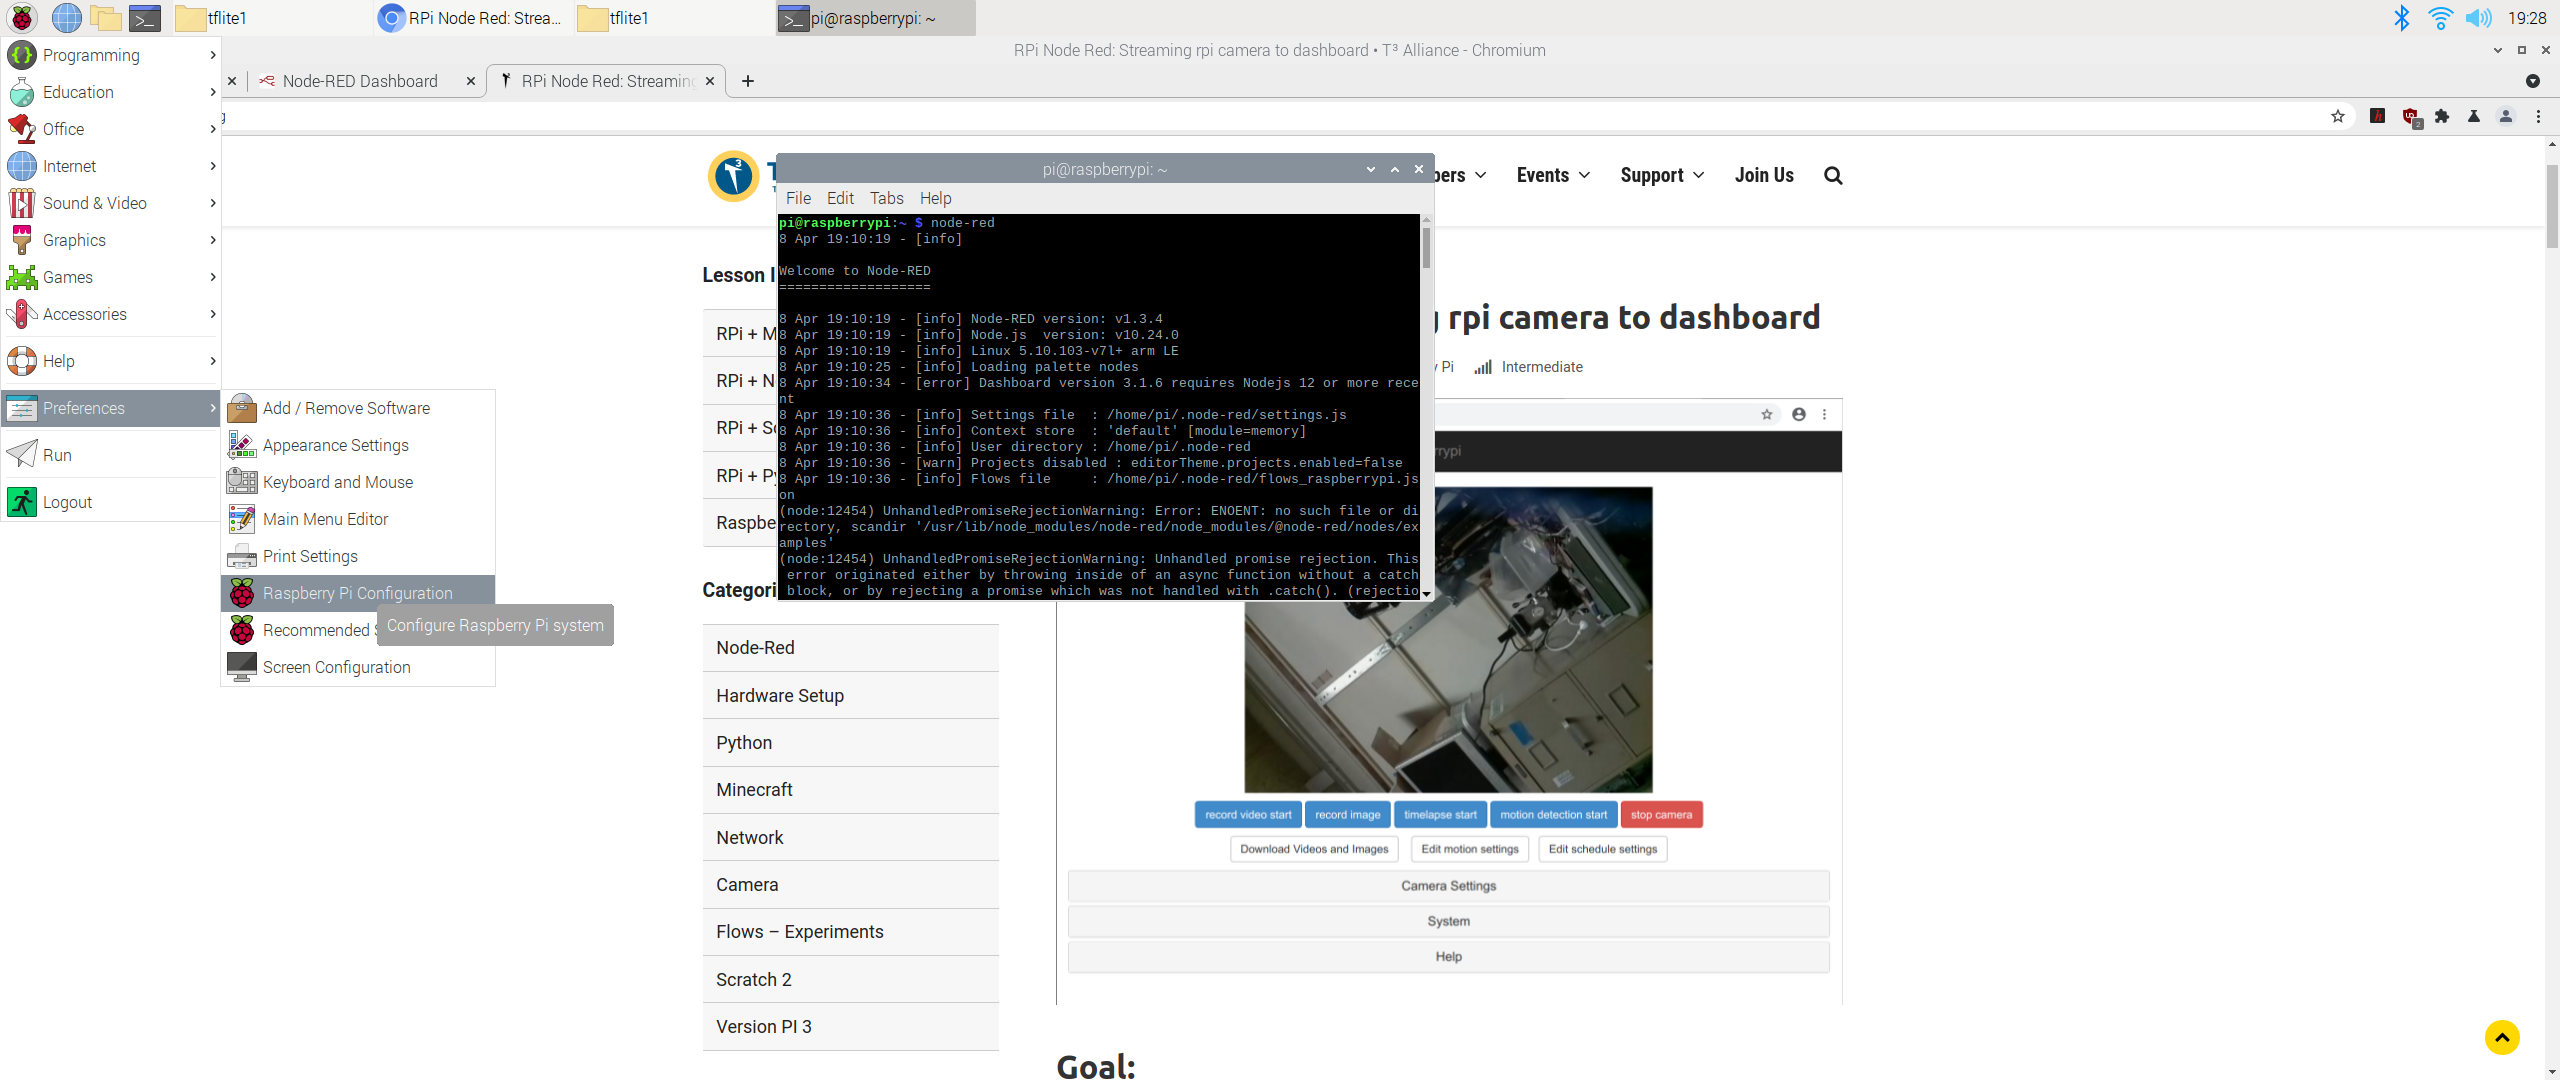 tflite1
RPi Node Red: Strea...
tflite1
pi@raspberrypi: ~
19:28
RPi Node Red: Streaming rpi camera to dashboard • T³ Alliance - Chromium
Node-RED Dashboard
RPi Node Red: Streaming
Programming
Education
Office
Internet
Sound & Video
Graphics
Games
Accessories
Help
Preferences
Run
Logout
Add / Remove Software
Appearance Settings
Keyboard and Mouse
Main Menu Editor
Print Settings
Raspberry Pi Configuration
Recommended
Screen Configuration
Configure Raspberry Pi system
Events
Support
Join Us
pi@raspberrypi: ~
File Edit Tabs Help
pi@raspberrypi:~ $ node-red
8 Apr 19:10:19 - [info]
Welcome to Node-RED
===================
8 Apr 19:10:19 - [info] Node-RED version: v1.3.4
8 Apr 19:10:19 - [info] Node.js  version: v10.24.0
8 Apr 19:10:19 - [info] Linux 5.10.103-v7l+ arm LE
8 Apr 19:10:25 - [info] Loading palette nodes
8 Apr 19:10:34 - [error] Dashboard version 3.1.6 requires Nodejs 12 or more rece
nt
8 Apr 19:10:36 - [info] Settings file  : /home/pi/.node-red/settings.js
8 Apr 19:10:36 - [info] Context store  : 'default' [module=memory]
8 Apr 19:10:36 - [info] User directory : /home/pi/.node-red
8 Apr 19:10:36 - [warn] Projects disabled : editorTheme.projects.enabled=false
8 Apr 19:10:36 - [info] Flows file     : /home/pi/.node-red/flows_raspberrypi.js
on
(node:12454) UnhandledPromiseRejectionWarning: Error: ENOENT: no such file or di
rectory, scandir '/usr/lib/node_modules/node-red/node_modules/@node-red/nodes/ex
amples'
(node:12454) UnhandledPromiseRejectionWarning: Unhandled promise rejection. This
error originated either by throwing inside of an async function without a catch
block, or by rejecting a promise which was not handled with .catch(). (rejectio
Lesson
RPi +
RPi +
RPi +
RPi +
Raspbe
Categori
Node-Red
Hardware Setup
Python
Minecraft
Network
Camera
Flows – Experiments
Scratch 2
Version PI 3
rpi camera to dashboard
Pi
Intermediate
record video start
record image
timelapse start
motion detection start
stop camera
Download Videos and Images
Edit motion settings
Edit schedule settings
Camera Settings
System
Help
Goal: